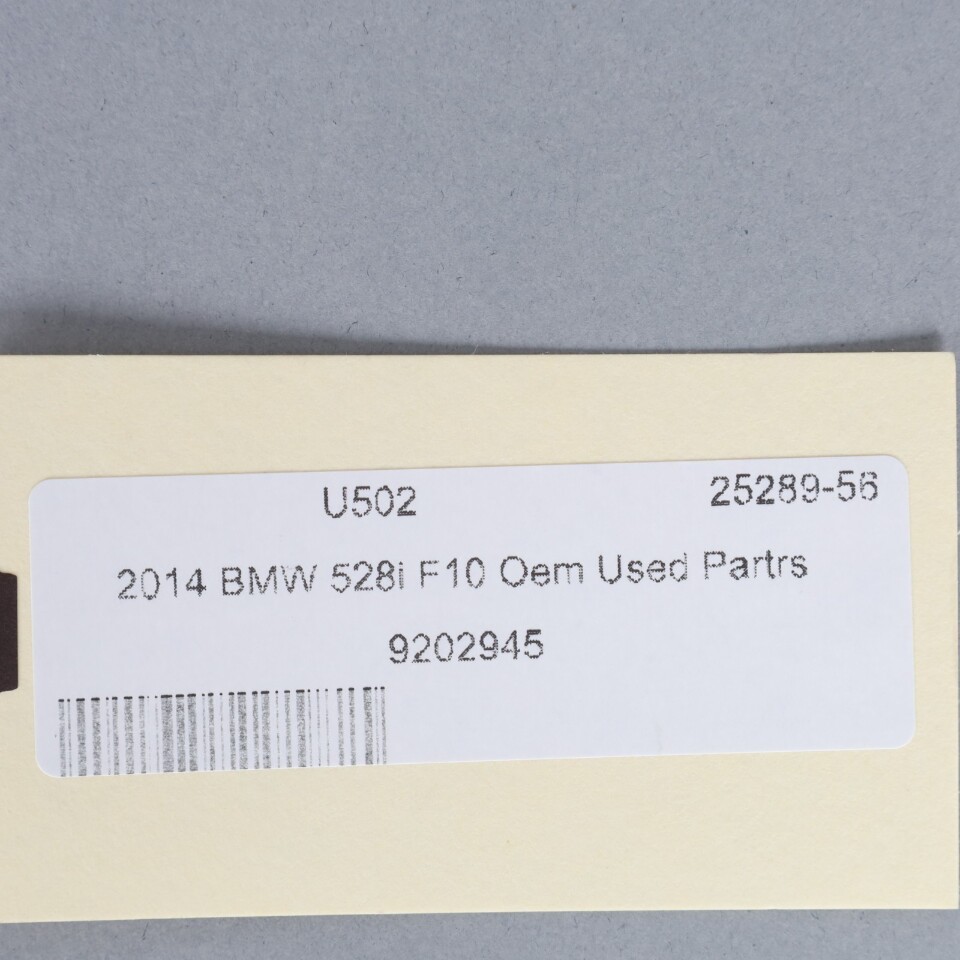 U502 25289-56
2014 BMW 528i F10 Oem Used Partrs
9202945